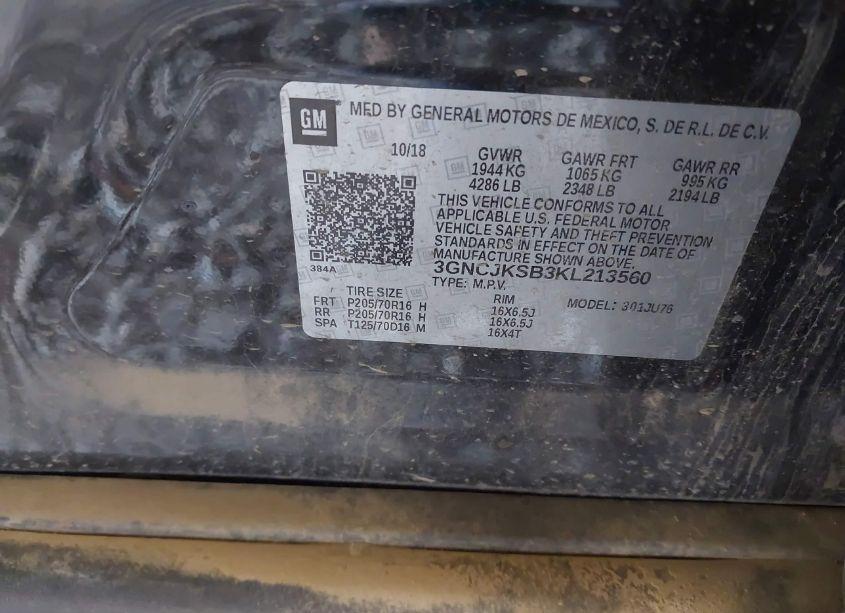 GM
MFD BY GENERAL MOTORS DE MEXICO, S. DE R.L. DE C.V.
10/18 GVWR GAWR FRT GAWR RR
1944 KG 1065 KG 995 KG
4286 LB 2348 LB 2194 LB
THIS VEHICLE CONFORMS TO ALL
APPLICABLE U.S. FEDERAL MOTOR
VEHICLE SAFETY AND THEFT PREVENTION
STANDARDS IN EFFECT ON THE DATE OF
MANUFACTURE SHOWN ABOVE.
384A 3GNCJKSB3KL213560
TYPE: M.P.V.
TIRE SIZE RIM MODEL: 301JU76
FRT P205/70R16 H 16X6.5J
RR P205/70R16 H 16X6.5J
SPA T125/70D16 M 16X4T